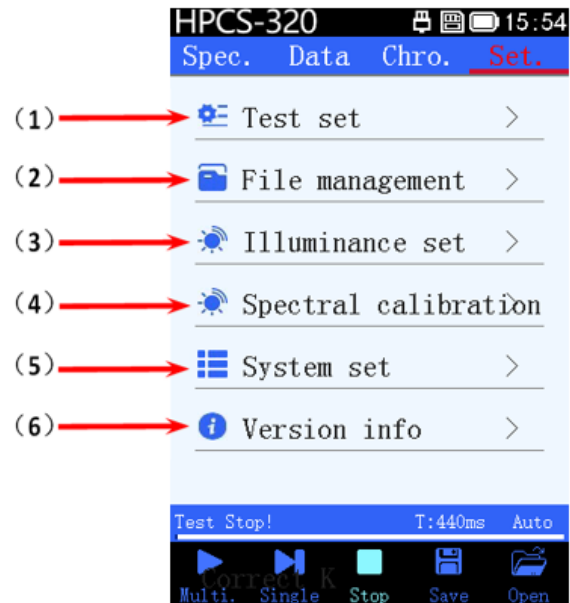 HPCS-320 15:54
Spec. Data Chro. Set.
(1) Test set
(2) File management
(3) Illuminance set
(4) Spectral calibration
(5) System set
(6) Version info
Test Stop! T:440ms Auto
Correct K
Multi. Single Stop Save Open